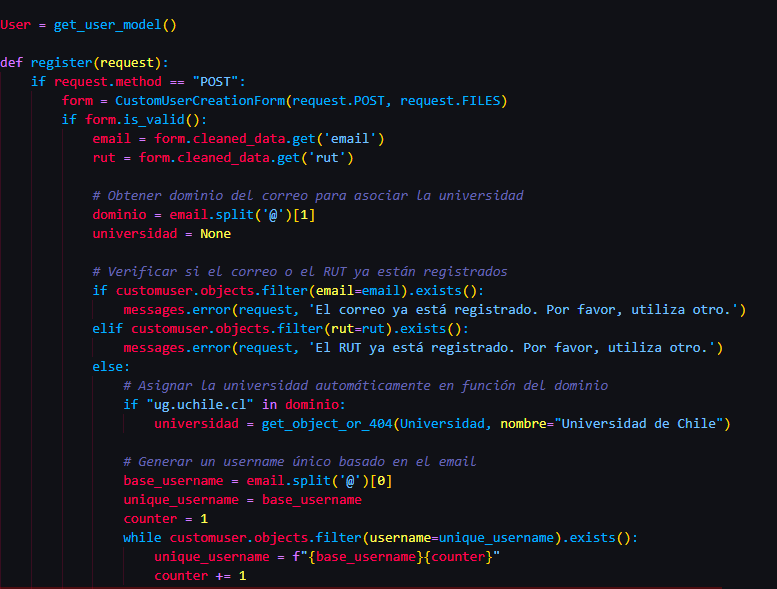 User = get_user_model()
def register(request):
if request.method == "POST":
form = CustomUserCreationForm(request.POST, request.FILES)
if form.is_valid():
email = form.cleaned_data.get('email')
rut = form.cleaned_data.get('rut')
# Obtener dominio del correo para asociar la universidad
dominio = email.split('@')[1]
universidad = None
# Verificar si el correo o el RUT ya están registrados
if customuser.objects.filter(email=email).exists():
messages.error(request, 'El correo ya está registrado. Por favor, utiliza otro.')
elif customuser.objects.filter(rut=rut).exists():
messages.error(request, 'El RUT ya está registrado. Por favor, utiliza otro.')
else:
# Asignar la universidad automáticamente en función del dominio
if "ug.uchile.cl" in dominio:
universidad = get_object_or_404(Universidad, nombre="Universidad de Chile")
# Generar un username único basado en el email
base_username = email.split('@')[0]
unique_username = base_username
counter = 1
while customuser.objects.filter(username=unique_username).exists():
unique_username = f"{base_username}{counter}"
counter += 1